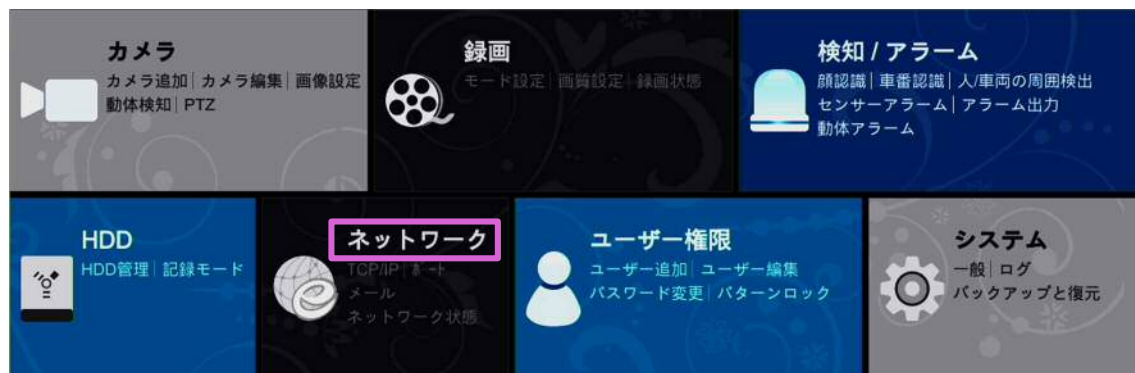 カメラ
カメラ追加| カメラ編集| 画像設定
動体検知| PTZ
録画
モード設定| 画質設定| 録画状態
検知 / アラーム
顔認識| 車番認識| 人/車両の周囲検出
センサーアラーム| アラーム出力
動体アラーム
HDD
HDD管理| 記録モード
ネットワーク
TCP/IP| ポート
メール
ネットワーク状態
ユーザー権限
ユーザー追加| ユーザー編集
パスワード変更| パターンロック
システム
一般| ログ
バックアップと復元